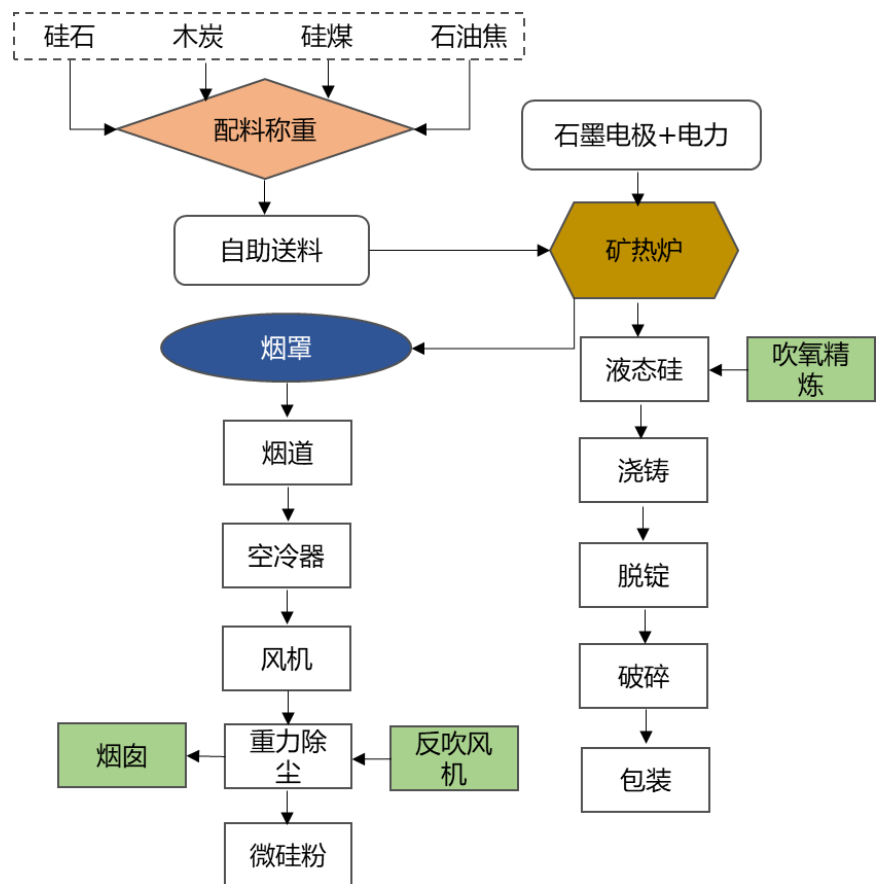 硅石 木炭 硅煤 石油焦
配料称重
石墨电极+电力
自助送料
矿热炉
烟罩
液态硅
吹氧精
炼
烟道
浇铸
空冷器
脱锭
风机
破碎
烟囱
重力除
尘
反吹风
机
包装
微硅粉